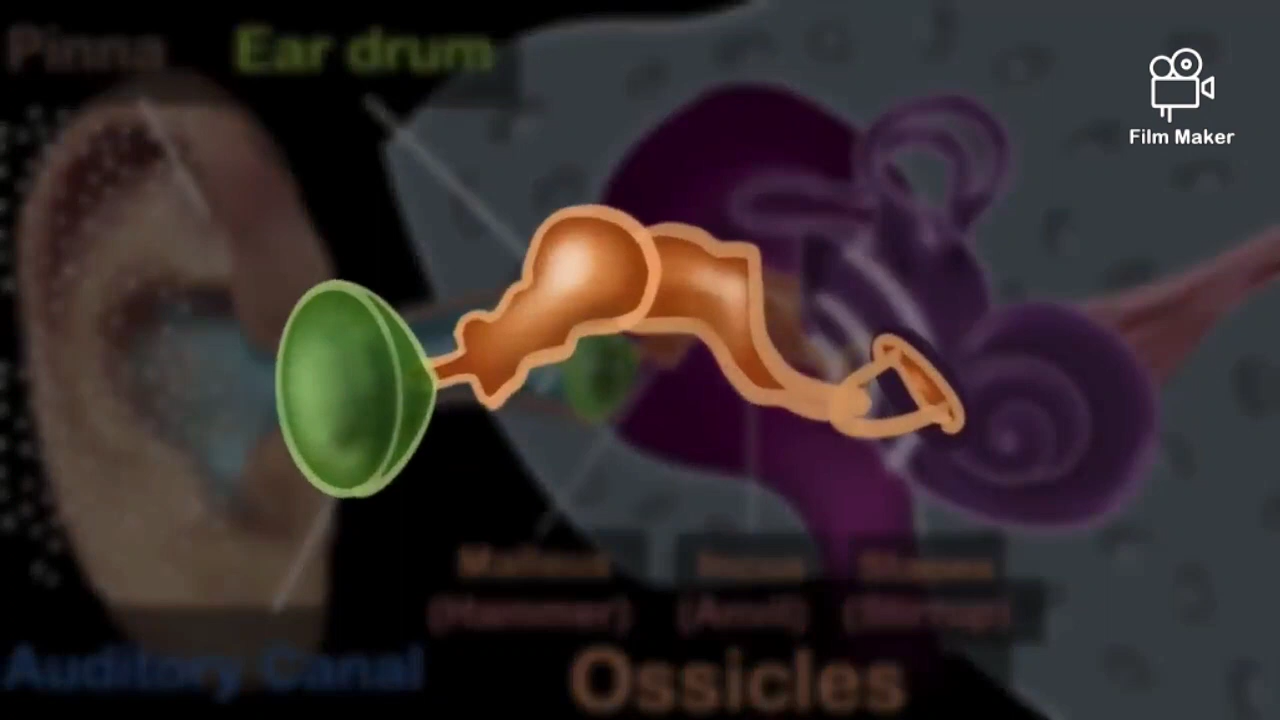 Pinna
Ear drum
Film Maker
Malleus
Incus
Stapes
(Hammer)
(Anvil)
(Stirrup)
Auditory Canal
Ossicles